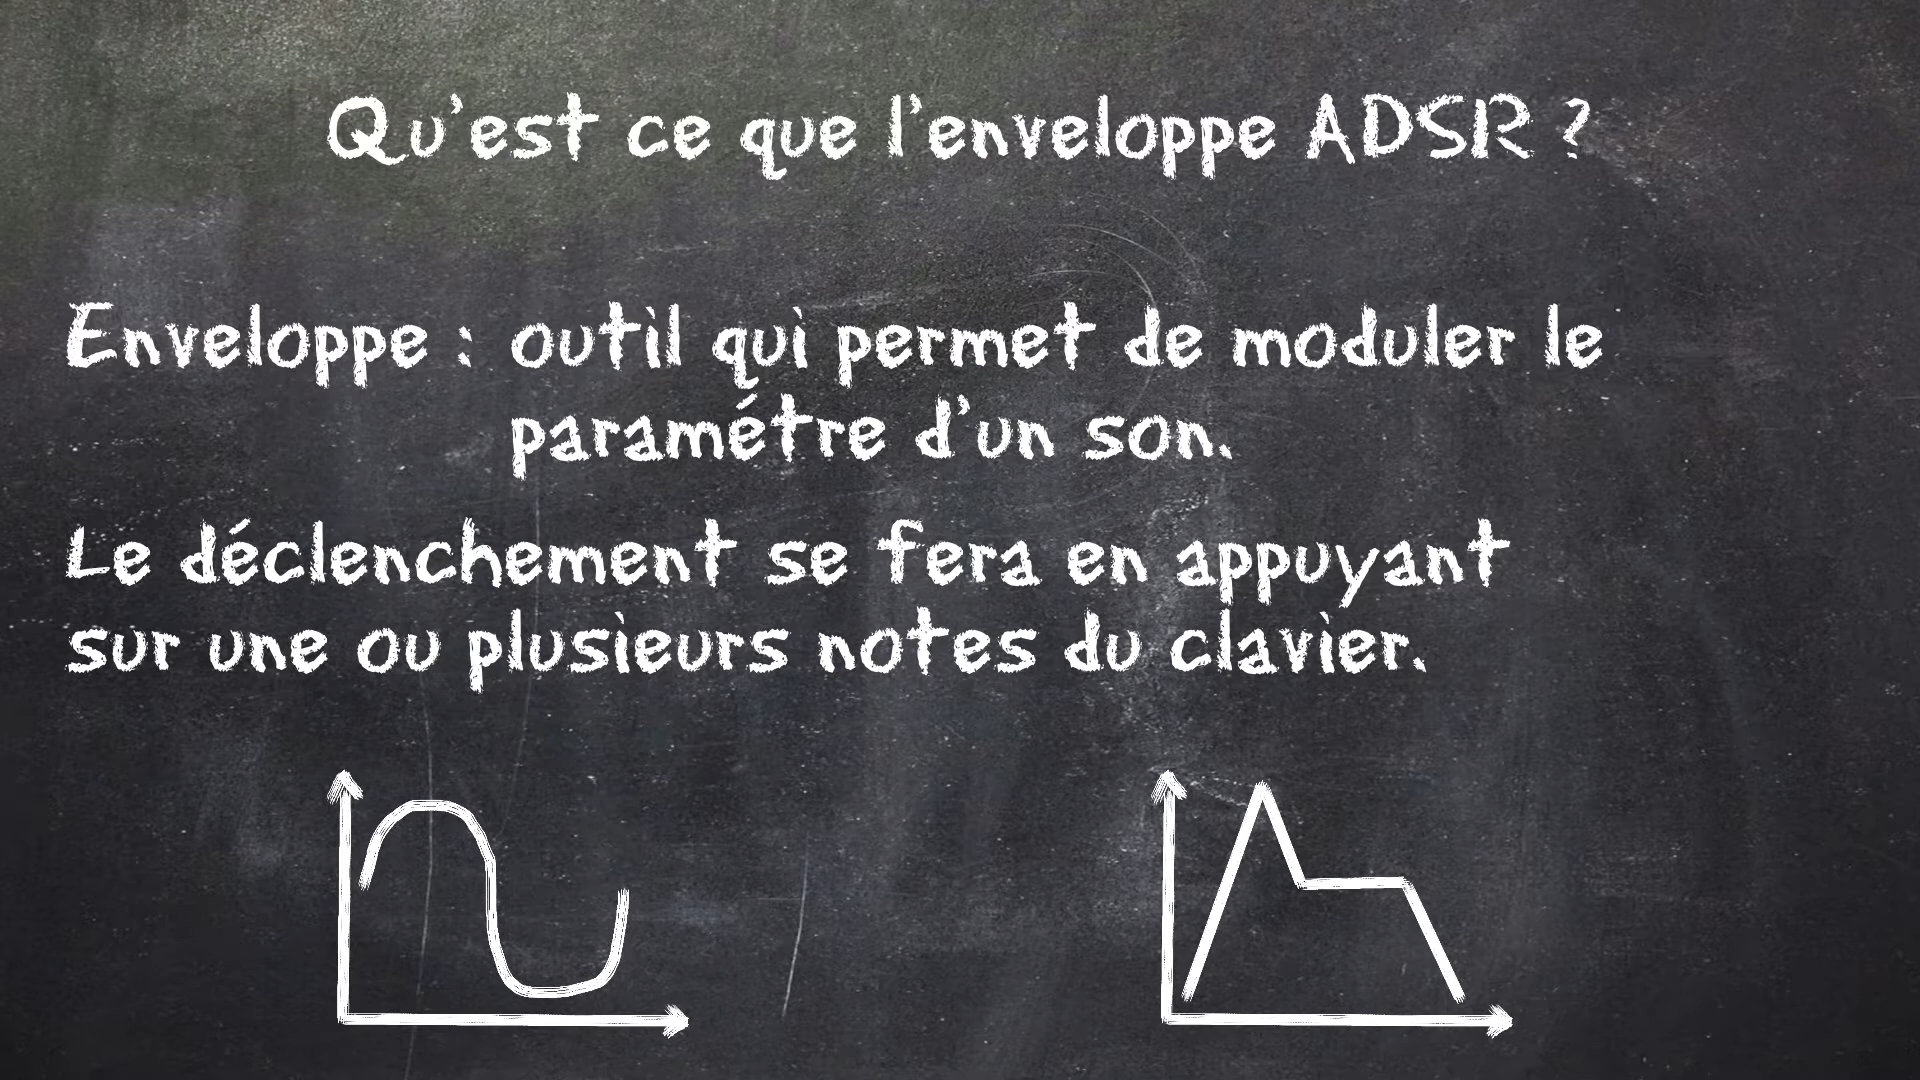 Qu'est ce que l'enveloppe ADSR ?
Enveloppe : outil qui permet de moduler le
paramétre d'un son.
Le déclenchement se fera en appuyant
sur une ou plusieurs notes du clavier.